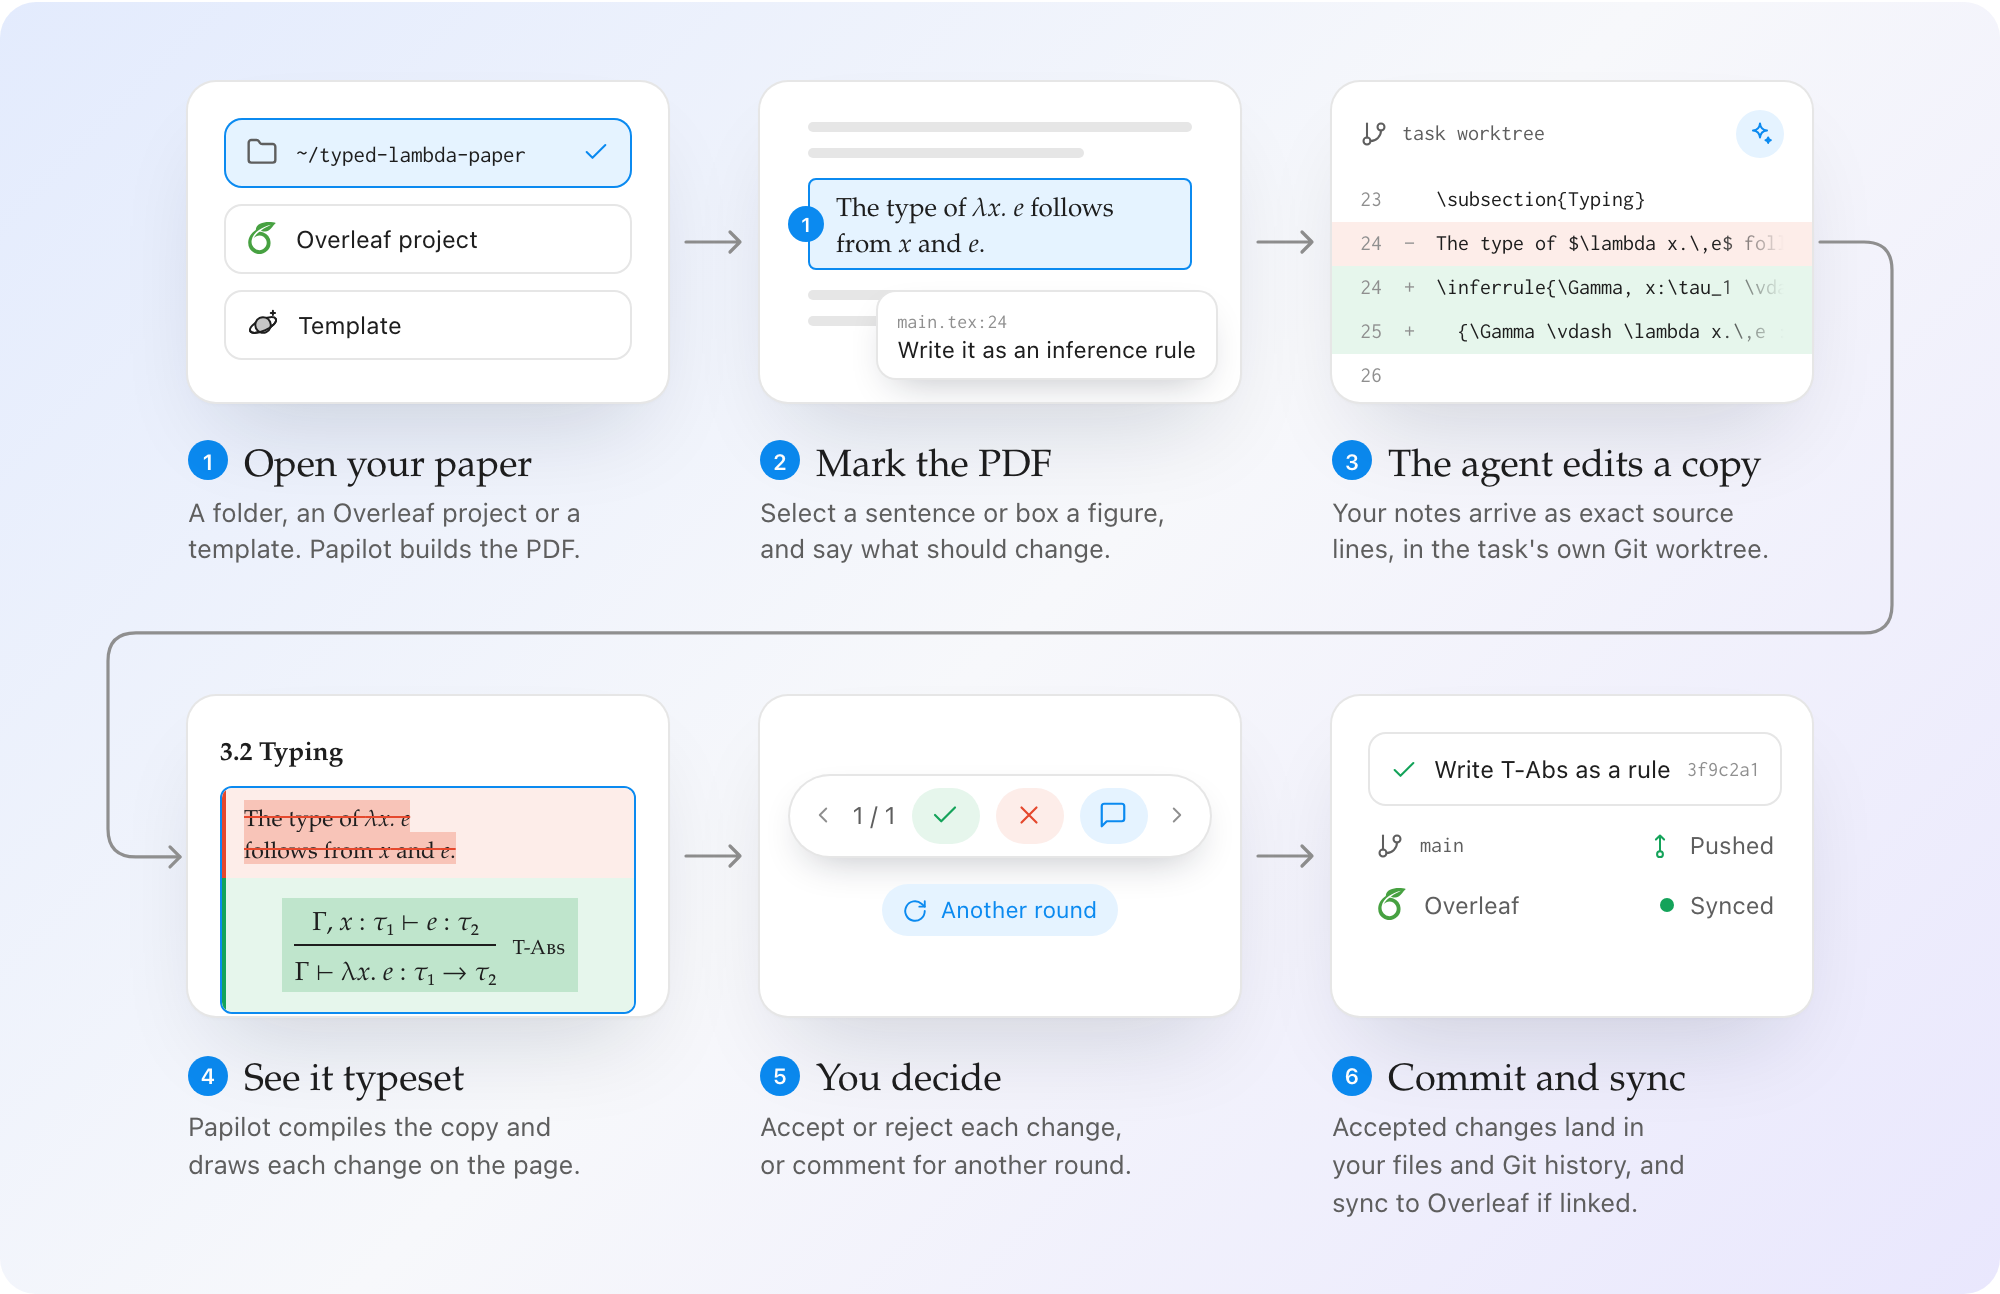 ~/typed-lambda-paper
Overleaf project
Template
1 Open your paper
A folder, an Overleaf project or a
template. Papilot builds the PDF.
1
The type of λx. e follows
from x and e.
main.tex:24
Write it as an inference rule
2 Mark the PDF
Select a sentence or box a figure,
and say what should change.
task worktree
23 \subsection{Typing}
24 − The type of $\lambda x.\,e$ fol
24 + \inferrule{\Gamma, x:\tau_1 \vd
25 + {\Gamma \vdash \lambda x.\,e
26
3 The agent edits a copy
Your notes arrive as exact source
lines, in the task's own Git worktree.
3.2 Typing
The type of λx. e
follows from x and e.
Γ, x : τ₁ ⊢ e : τ₂
T-Abs
Γ ⊢ λx. e : τ₁ → τ₂
4 See it typeset
Papilot compiles the copy and
draws each change on the page.
1 / 1
Another round
5 You decide
Accept or reject each change,
or comment for another round.
Write T-Abs as a rule 3f9c2a1
main Pushed
Overleaf Synced
6 Commit and sync
Accepted changes land in
your files and Git history, and
sync to Overleaf if linked.